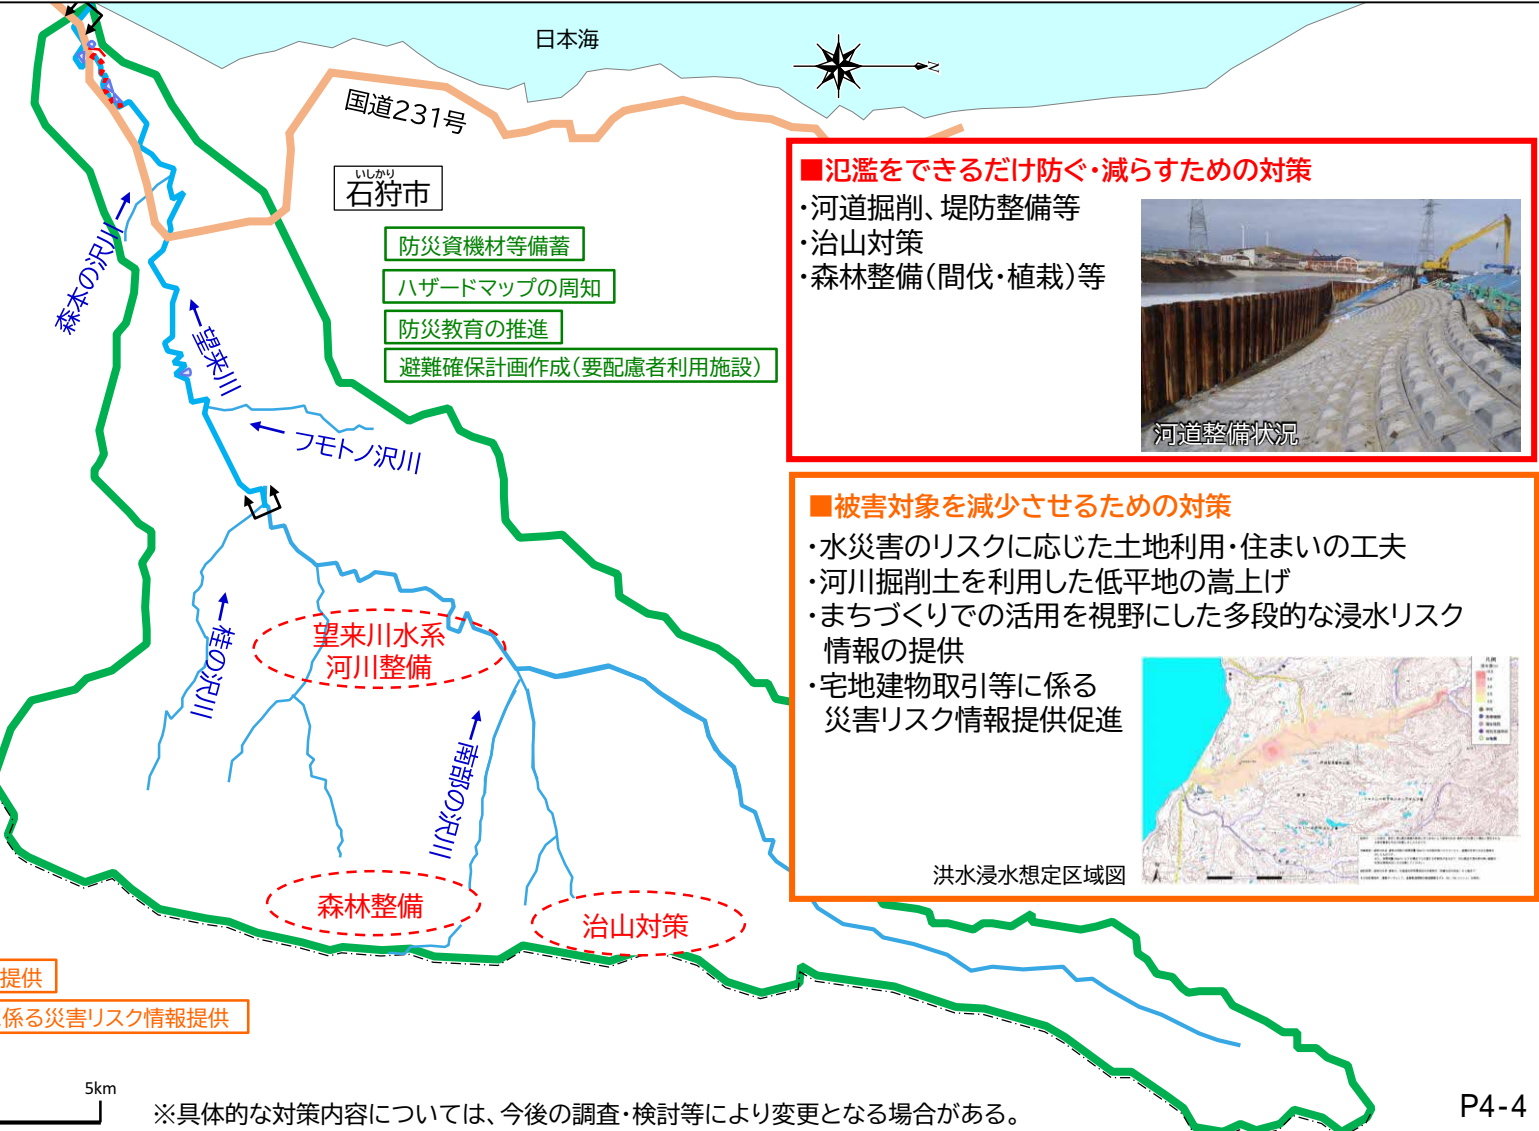 日本海
N
国道231号
いしかり
石狩市
防災資機材等備蓄
ハザードマップの周知
防災教育の推進
避難確保計画作成(要配慮者利用施設)
森本の沢川
望来川
フモトノ沢川
桂の沢川
南部の沢川
望来川水系
河川整備
森林整備
治山対策
■氾濫をできるだけ防ぐ・減らすための対策
・河道掘削、堤防整備等
・治山対策
・森林整備(間伐・植栽)等
河道整備状況
■被害対象を減少させるための対策
・水災害のリスクに応じた土地利用・住まいの工夫
・河川掘削土を利用した低平地の嵩上げ
・まちづくりでの活用を視野にした多段的な浸水リスク
情報の提供
・宅地建物取引等に係る
災害リスク情報提供促進
凡例
洪水浸水想定区域図
提供
係る災害リスク情報提供
5km
※具体的な対策内容については、今後の調査・検討等により変更となる場合がある。
P4-4